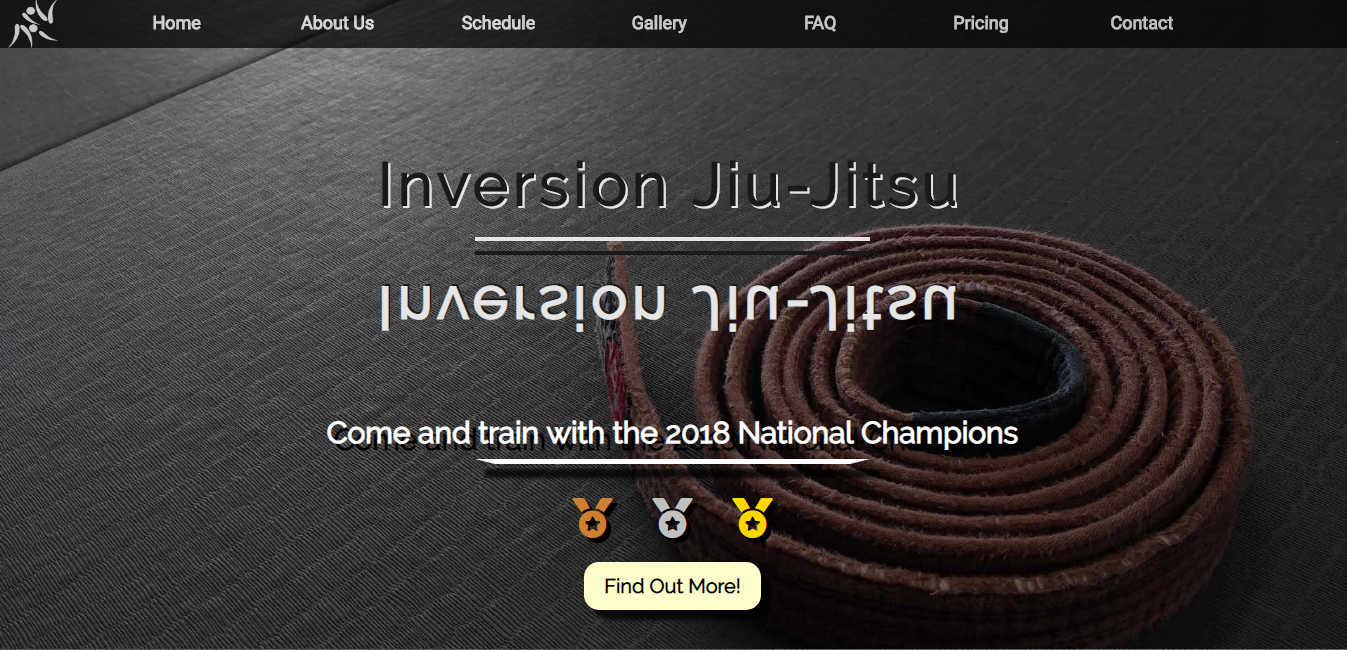 Home About Us Schedule Gallery FAQ Pricing Contact
Inversion Jiu-Jitsu
Inversion Jiu-Jitsu
Come and train with the 2018 National Champions
Find Out More!